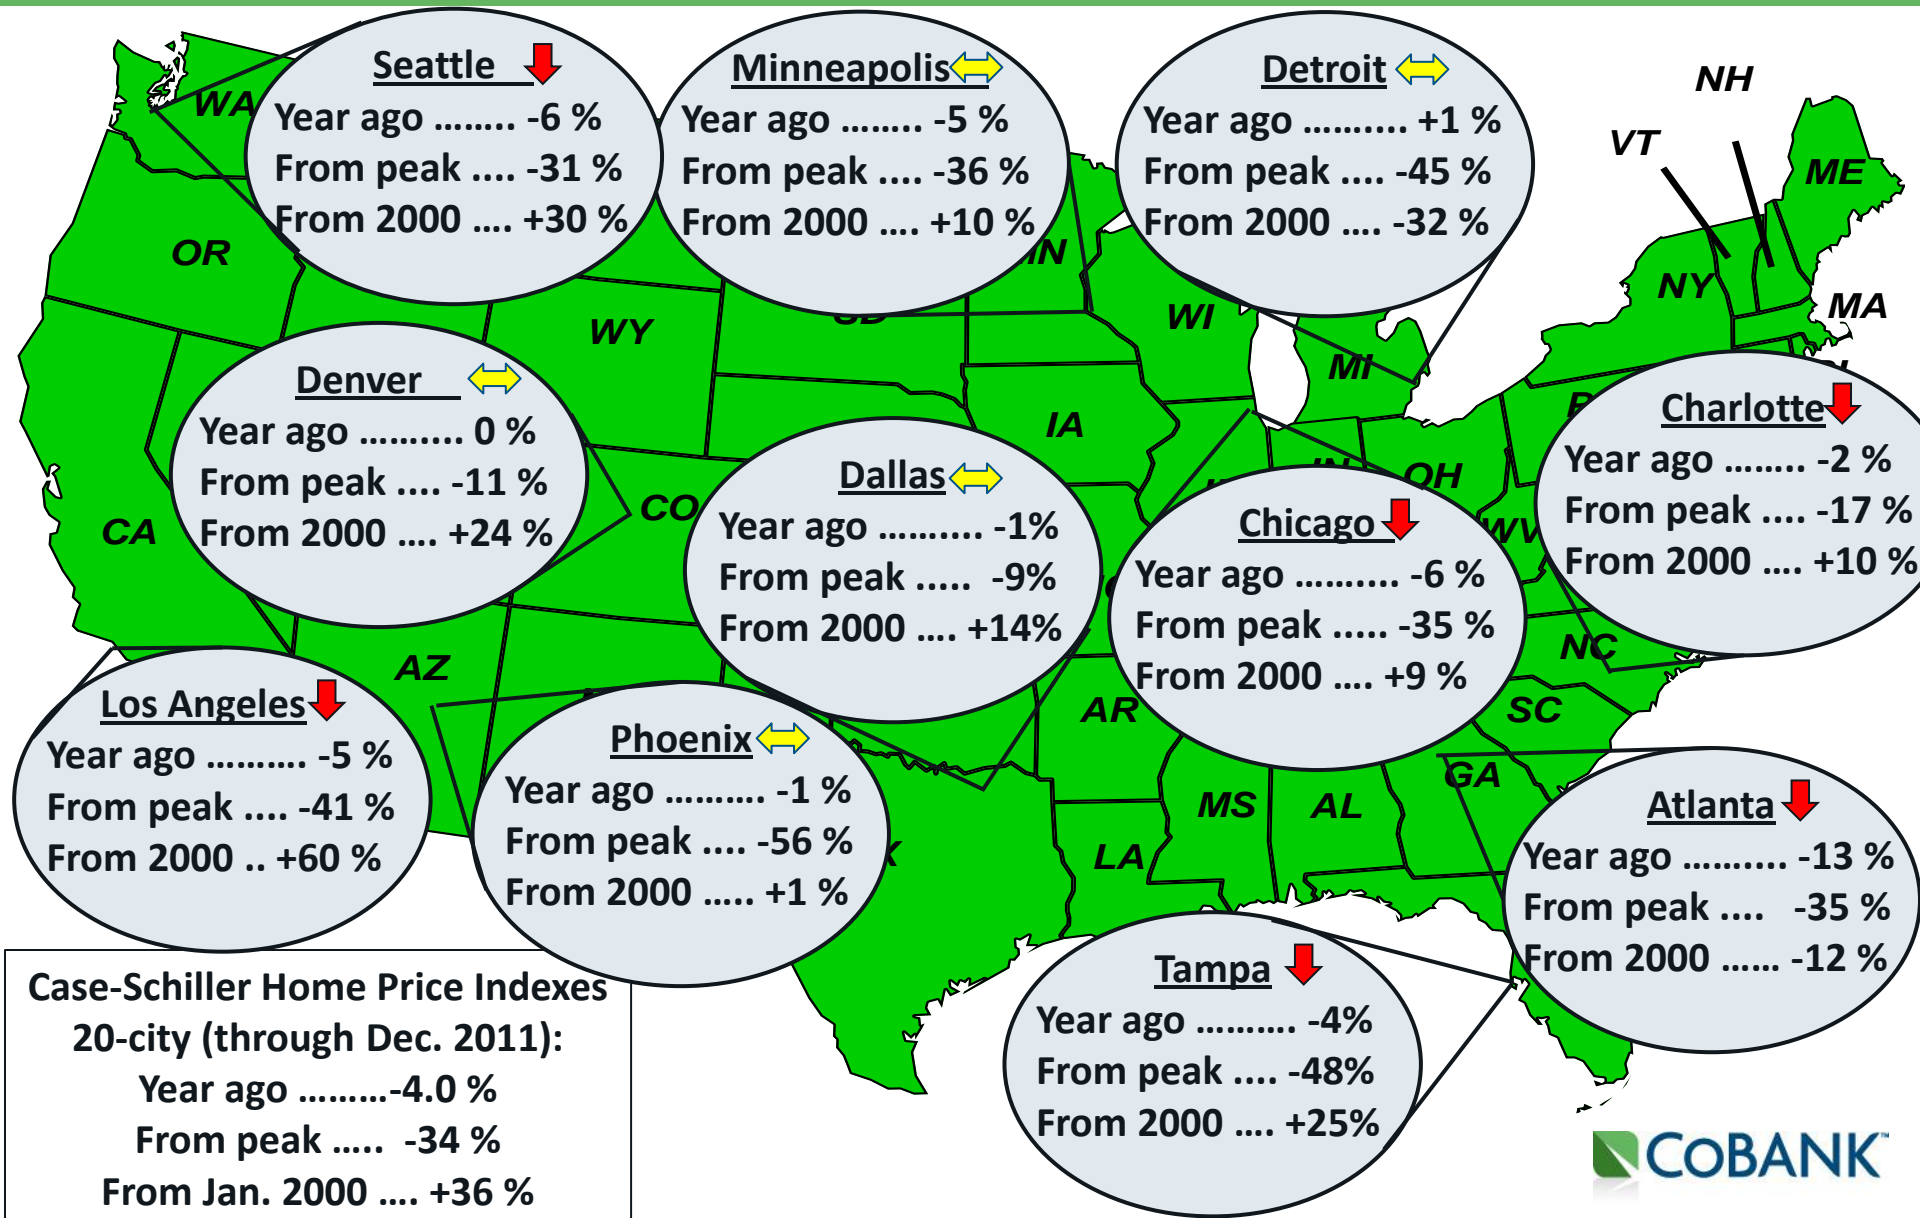 Seattle
Year ago ........ -6 %
From peak .... -31 %
From 2000 .... +30 %
Minneapolis
Year ago ........ -5 %
From peak .... -36 %
From 2000 .... +10 %
Detroit
Year ago .......... +1 %
From peak .... -45 %
From 2000 .... -32 %
NH
VT
ME
WA
OR
MN
NY
MA
WY
SD
WI
MI
Denver
Year ago .......... 0 %
From peak .... -11 %
From 2000 .... +24 %
IA
Charlotte
Year ago ........ -2 %
From peak .... -17 %
From 2000 .... +10 %
Dallas
Year ago .......... -1%
From peak ..... -9%
From 2000 .... +14%
IN
OH
CA
CO
WV
Chicago
Year ago .......... -6 %
From peak ..... -35 %
From 2000 .... +9 %
NC
AZ
AR
SC
Los Angeles
Year ago .......... -5 %
From peak .... -41 %
From 2000 .. +60 %
Phoenix
Year ago .......... -1 %
From peak .... -56 %
From 2000 ..... +1 %
GA
MS
AL
LA
Atlanta
Year ago .......... -13 %
From peak .... -35 %
From 2000 ...... -12 %
Tampa
Year ago .......... -4%
From peak .... -48%
From 2000 .... +25%
Case-Schiller Home Price Indexes
20-city (through Dec. 2011):
Year ago .........-4.0 %
From peak ..... -34 %
From Jan. 2000 .... +36 %
COBANK™